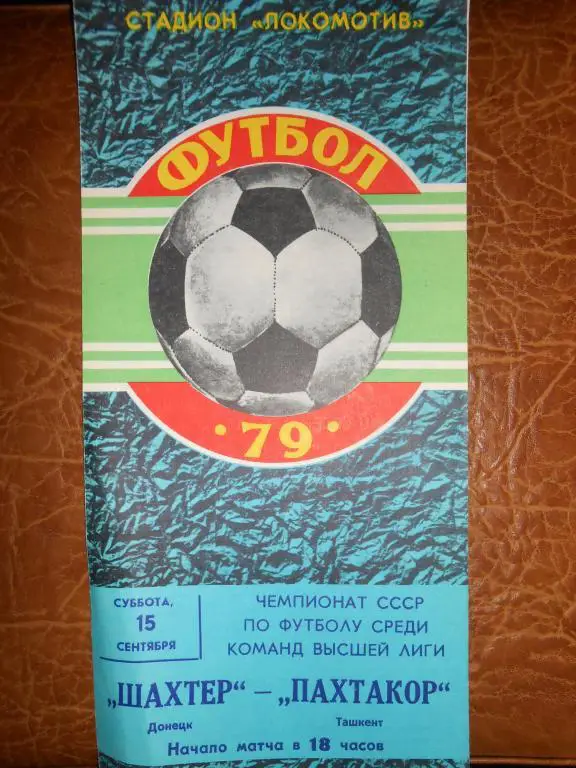 СТАДИОН «ЛОКОМОТИВ»
ФУТБОЛ
·79·
СУББОТА,
15
СЕНТЯБРЯ
ЧЕМПИОНАТ СССР
ПО ФУТБОЛУ СРЕДИ
КОМАНД ВЫСШЕЙ ЛИГИ
„ШАХТЕР“ — „ПАХТАКОР“
Донецк Ташкент
Начало матча в 18 часов